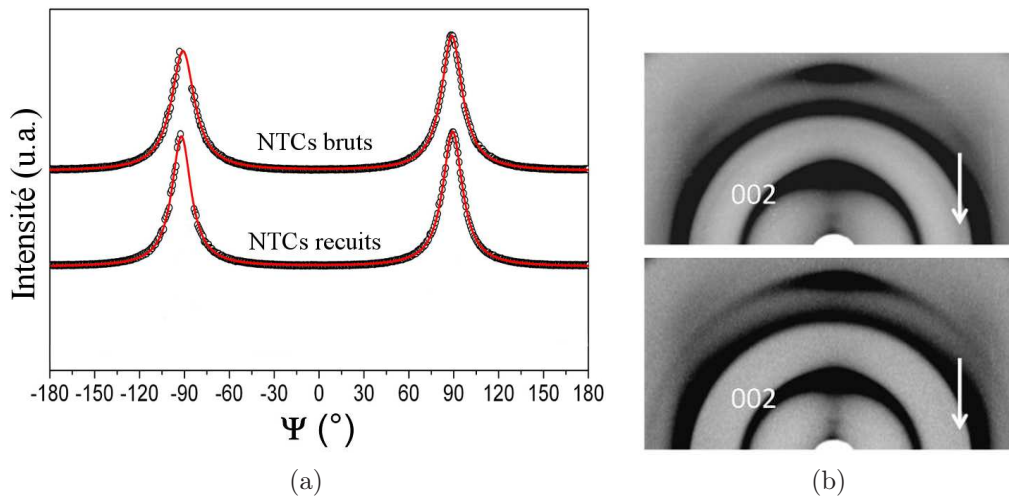 Intensité (u.a.)
NTCs bruts
NTCs recuits
-180 -150 -120 -90 -60 -30 0 30 60 90 120 150 180
Ψ (°)
(a)
002
002
(b)